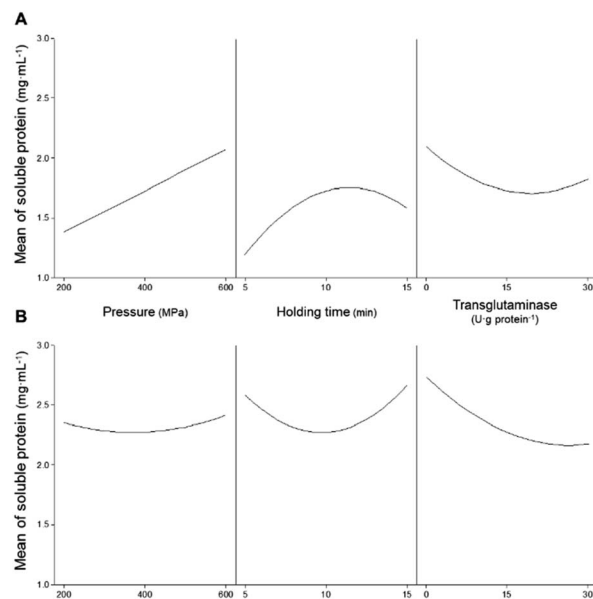 A
Mean of soluble protein (mg·mL⁻¹)
3.0
2.5
2.0
1.5
1.0
200 400 600 5 10 15 0 15 30
Pressure (MPa) Holding time (min) Transglutaminase
(U·g protein⁻¹)
B
Mean of soluble protein (mg·mL⁻¹)
3.0
2.5
2.0
1.5
1.0
200 400 600 5 10 15 0 15 30